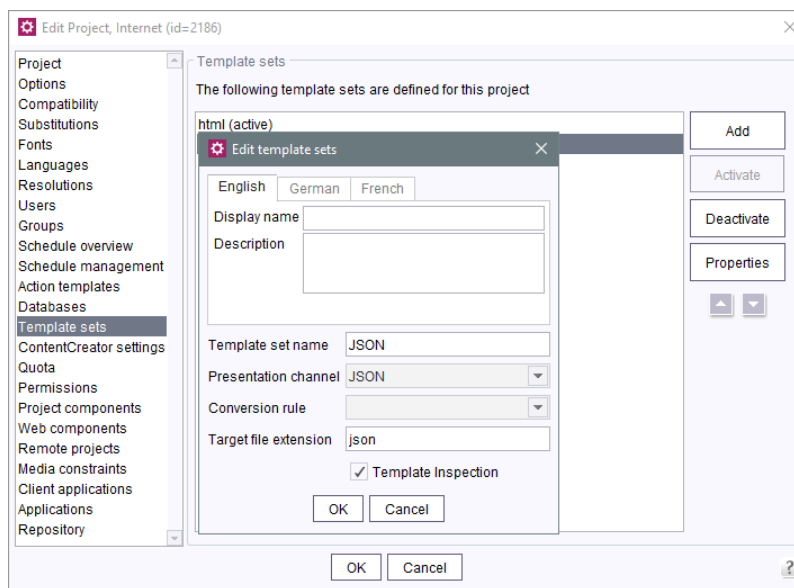 Edit Project, Internet (id=2186)
Project
Options
Compatibility
Substitutions
Fonts
Languages
Resolutions
Users
Groups
Schedule overview
Schedule management
Action templates
Databases
Template sets
ContentCreator settings
Quota
Permissions
Project components
Web components
Remote projects
Media constraints
Client applications
Applications
Repository
Template sets
The following template sets are defined for this project
html (active)
Add
Activate
Deactivate
Properties
Edit template sets
English German French
Display name
Description
Template set name JSON
Presentation channel JSON
Conversion rule
Target file extension json
Template Inspection
OK Cancel
OK Cancel
?